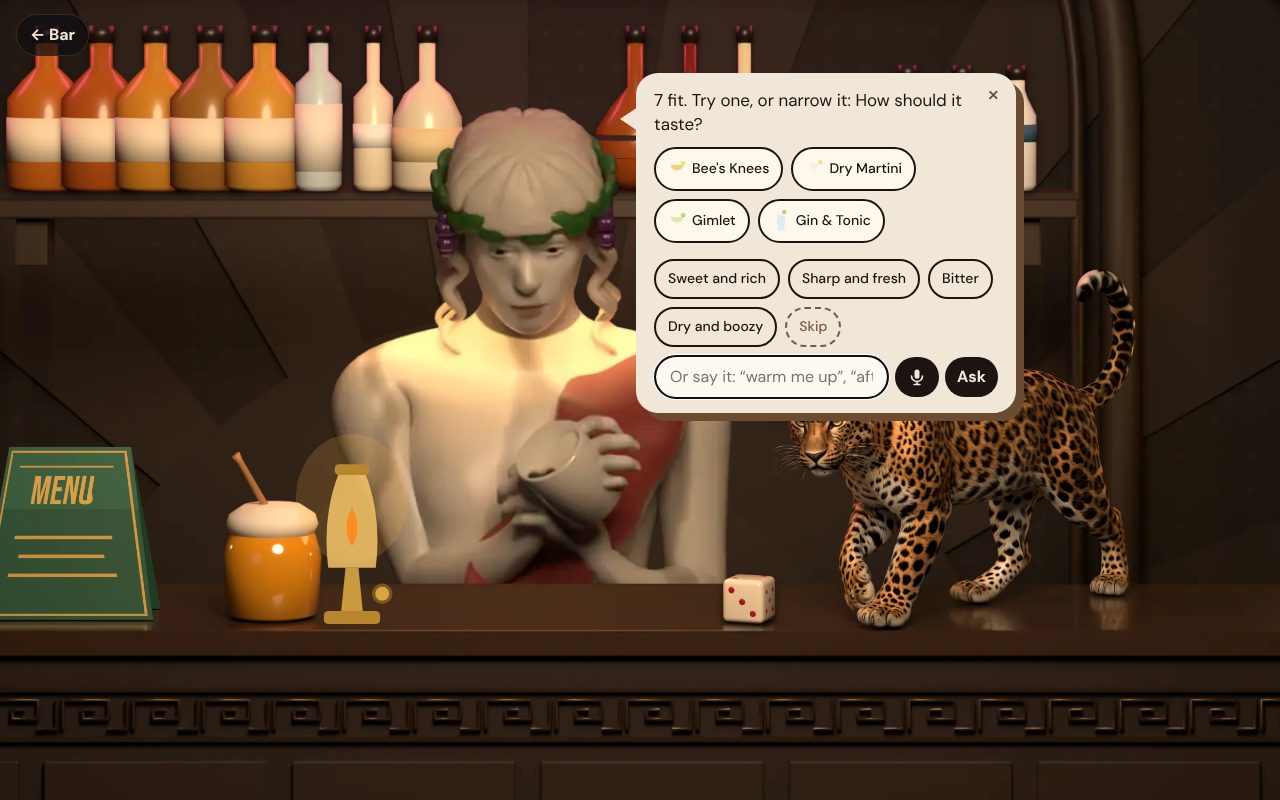 ← Bar
7 fit. Try one, or narrow it: How should it
taste?
×
Bee's Knees
Dry Martini
Gimlet
Gin & Tonic
Sweet and rich
Sharp and fresh
Bitter
Dry and boozy
Skip
Or say it: “warm me up”, “aft
Ask
MENU